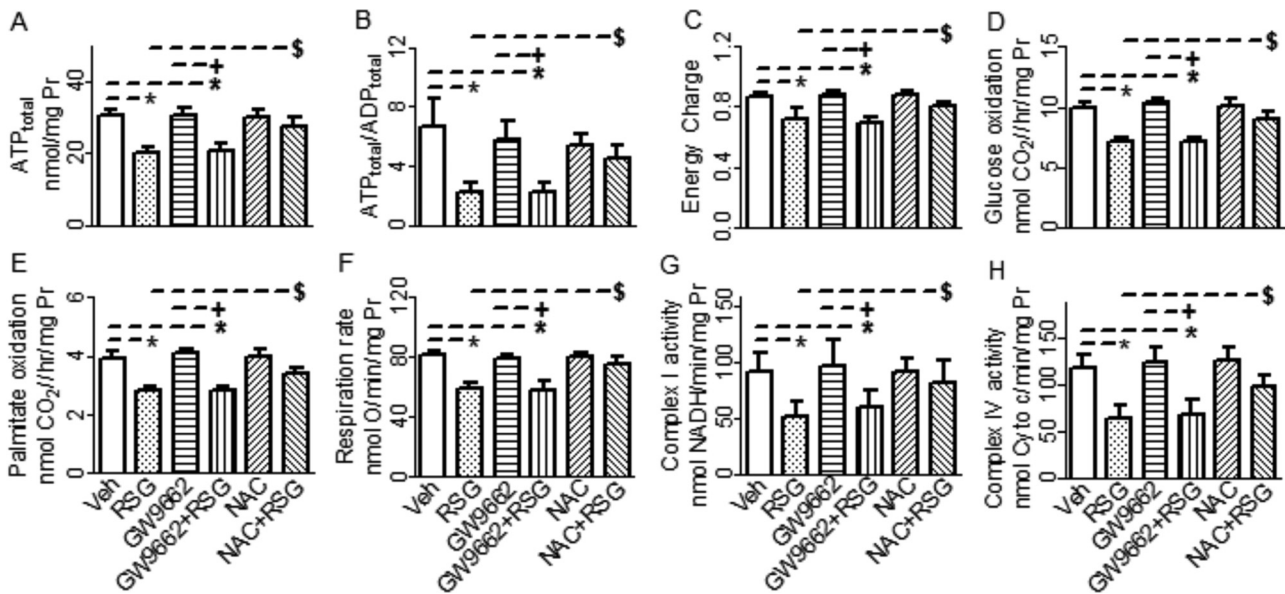 A
ATPtotal
nmol/mg Pr
0
20
40
*
*
+
$
B
ATPtotal/ADPtotal
0
4
8
12
*
*
+
$
C
Energy Charge
0.0
0.4
0.8
1.2
*
*
+
$
D
Glucose oxidation
nmol CO2//hr/mg Pr
0
5
10
15
*
*
+
$
E
Palmitate oxidation
nmol CO2//hr/mg Pr
0
2
4
6
*
*
+
$
Veh
RSG
GW9662
GW9662+RSG
NAC
NAC+RSG
F
Respiration rate
nmol O/min/mg Pr
0
40
80
120
*
*
+
$
Veh
RSG
GW9662
GW9662+RSG
NAC
NAC+RSG
G
Complex I activity
nmol NADH/min/mg Pr
0
50
100
150
*
*
+
$
Veh
RSG
GW9662
GW9662+RSG
NAC
NAC+RSG
H
Complex IV activity
nmol Cyto c/min/mg Pr
0
50
100
150
*
*
+
$
Veh
RSG
GW9662
GW9662+RSG
NAC
NAC+RSG